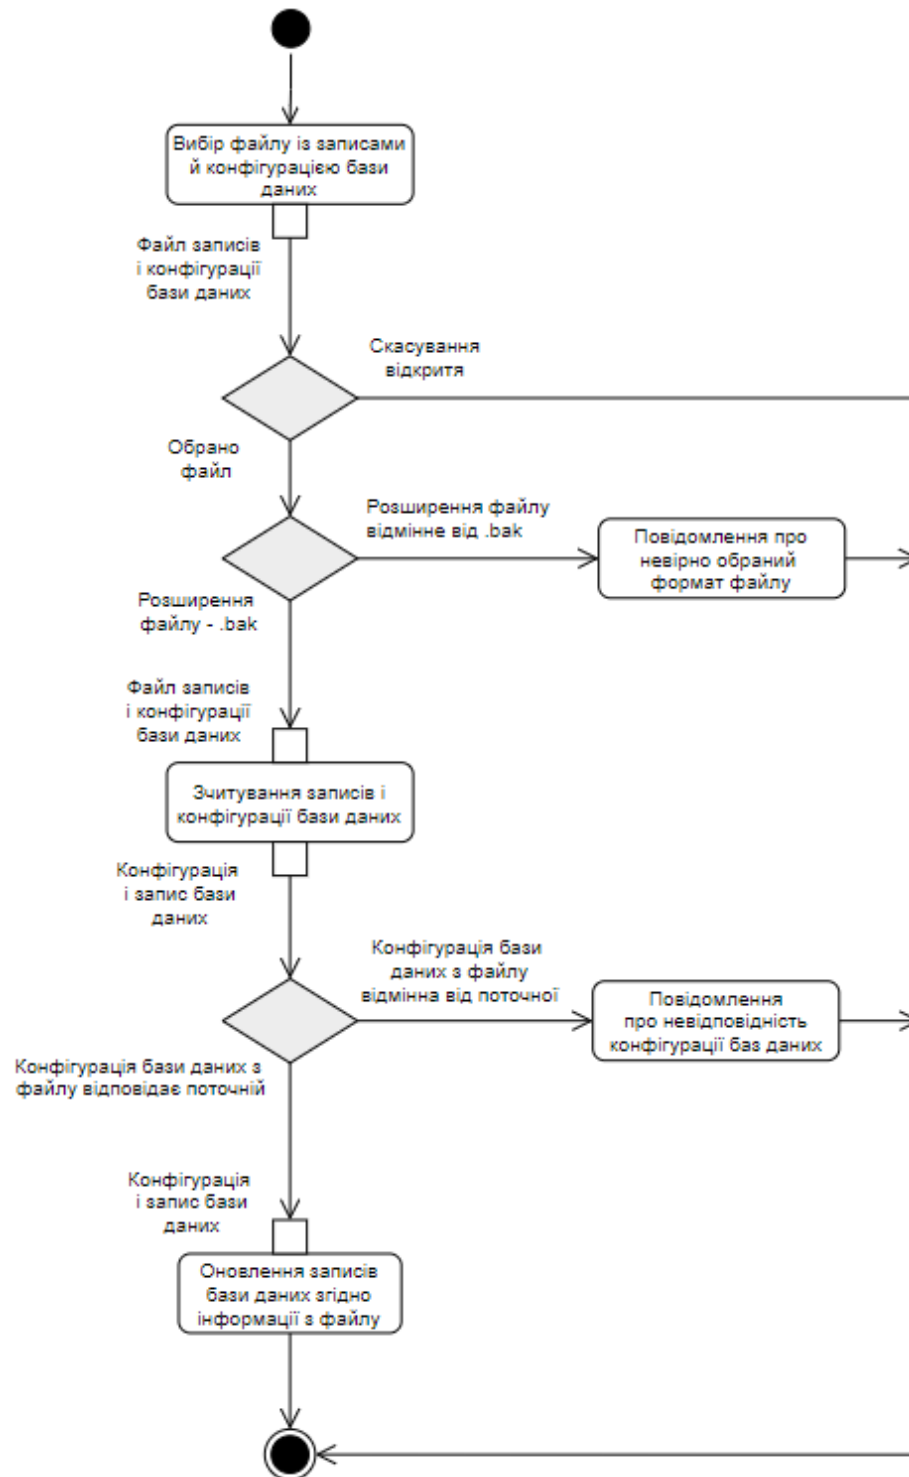 Вибір файлу із записами
й конфігурацією бази
даних
Файл записів
і конфігурації
бази даних
Скасування
відкритя
Обрано
файл
Розширення файлу
відмінне від .bak
Повідомлення про
невірно обраний
формат файлу
Розширення
файлу - .bak
Файл записів
і конфігурації
бази даних
Зчитування записів і
конфігурації бази даних
Конфігурація
і запис бази
даних
Конфігурація бази
даних з файлу
відмінна від поточної
Повідомлення
про невідповідність
конфігурації баз даних
Конфігурація бази даних з
файлу відповідає поточній
Конфігурація
і запис бази
даних
Оновлення записів
бази даних згідно
інформації з файлу